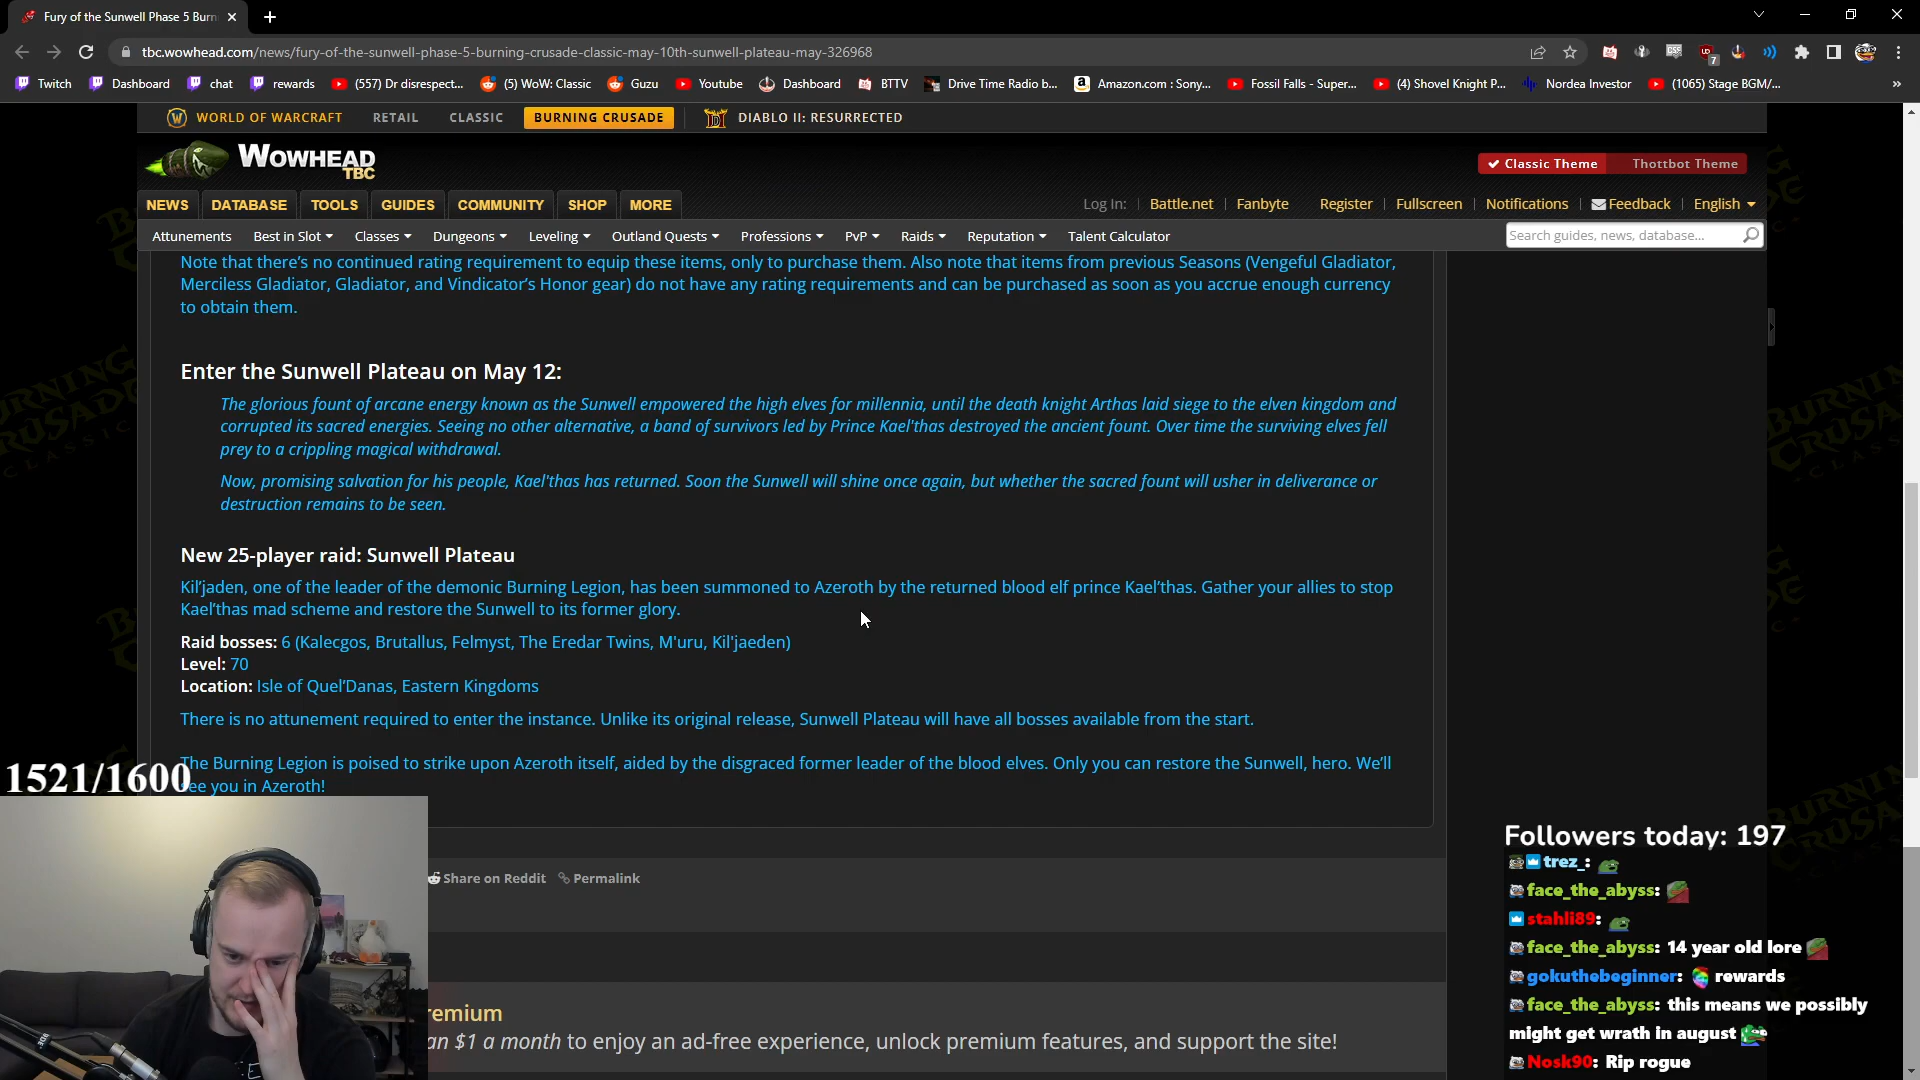 Fury of the Sunwell Phase 5 Burn
tbc.wowhead.com/news/fury-of-the-sunwell-phase-5-burning-crusade-classic-may-10th-sunwell-plateau-may-326968
7
Twitch Dashboard chat rewards (557) Dr disrespect... (5) WoW: Classic Guzu Youtube Dashboard BTTV Drive Time Radio b... Amazon.com : Sony... Fossil Falls - Super... (4) Shovel Knight P... Nordea Investor (1065) Stage BGM/... »
WORLD OF WARCRAFT RETAIL CLASSIC BURNING CRUSADE DIABLO II: RESURRECTED
WOWHEAD
TBC
Classic Theme Thottbot Theme
NEWS DATABASE TOOLS GUIDES COMMUNITY SHOP MORE
Log In: Battle.net Fanbyte Register Fullscreen Notifications Feedback English
Attunements Best in Slot Classes Dungeons Leveling Outland Quests Professions PvP Raids Reputation Talent Calculator
Search guides, news, database...
Note that there's no continued rating requirement to equip these items, only to purchase them. Also note that items from previous Seasons (Vengeful Gladiator,
Merciless Gladiator, Gladiator, and Vindicator's Honor gear) do not have any rating requirements and can be purchased as soon as you accrue enough currency
to obtain them.
Enter the Sunwell Plateau on May 12:
The glorious fount of arcane energy known as the Sunwell empowered the high elves for millennia, until the death knight Arthas laid siege to the elven kingdom and
corrupted its sacred energies. Seeing no other alternative, a band of survivors led by Prince Kael'thas destroyed the ancient fount. Over time the surviving elves fell
prey to a crippling magical withdrawal.
Now, promising salvation for his people, Kael'thas has returned. Soon the Sunwell will shine once again, but whether the sacred fount will usher in deliverance or
destruction remains to be seen.
New 25-player raid: Sunwell Plateau
Kil'jaden, one of the leader of the demonic Burning Legion, has been summoned to Azeroth by the returned blood elf prince Kael'thas. Gather your allies to stop
Kael'thas mad scheme and restore the Sunwell to its former glory.
Raid bosses: 6 (Kalecgos, Brutallus, Felmyst, The Eredar Twins, M'uru, Kil'jaeden)
Level: 70
Location: Isle of Quel'Danas, Eastern Kingdoms
There is no attunement required to enter the instance. Unlike its original release, Sunwell Plateau will have all bosses available from the start.
The Burning Legion is poised to strike upon Azeroth itself, aided by the disgraced former leader of the blood elves. Only you can restore the Sunwell, hero. We'll
see you in Azeroth!
1521/1600
Share on Reddit Permalink
emium
an $1 a month to enjoy an ad-free experience, unlock premium features, and support the site!
Followers today: 197
trez_:
face_the_abyss:
stahli89:
face_the_abyss: 14 year old lore
gokuthebeginner: rewards
face_the_abyss: this means we possibly
might get wrath in august
Nosk90: Rip rogue